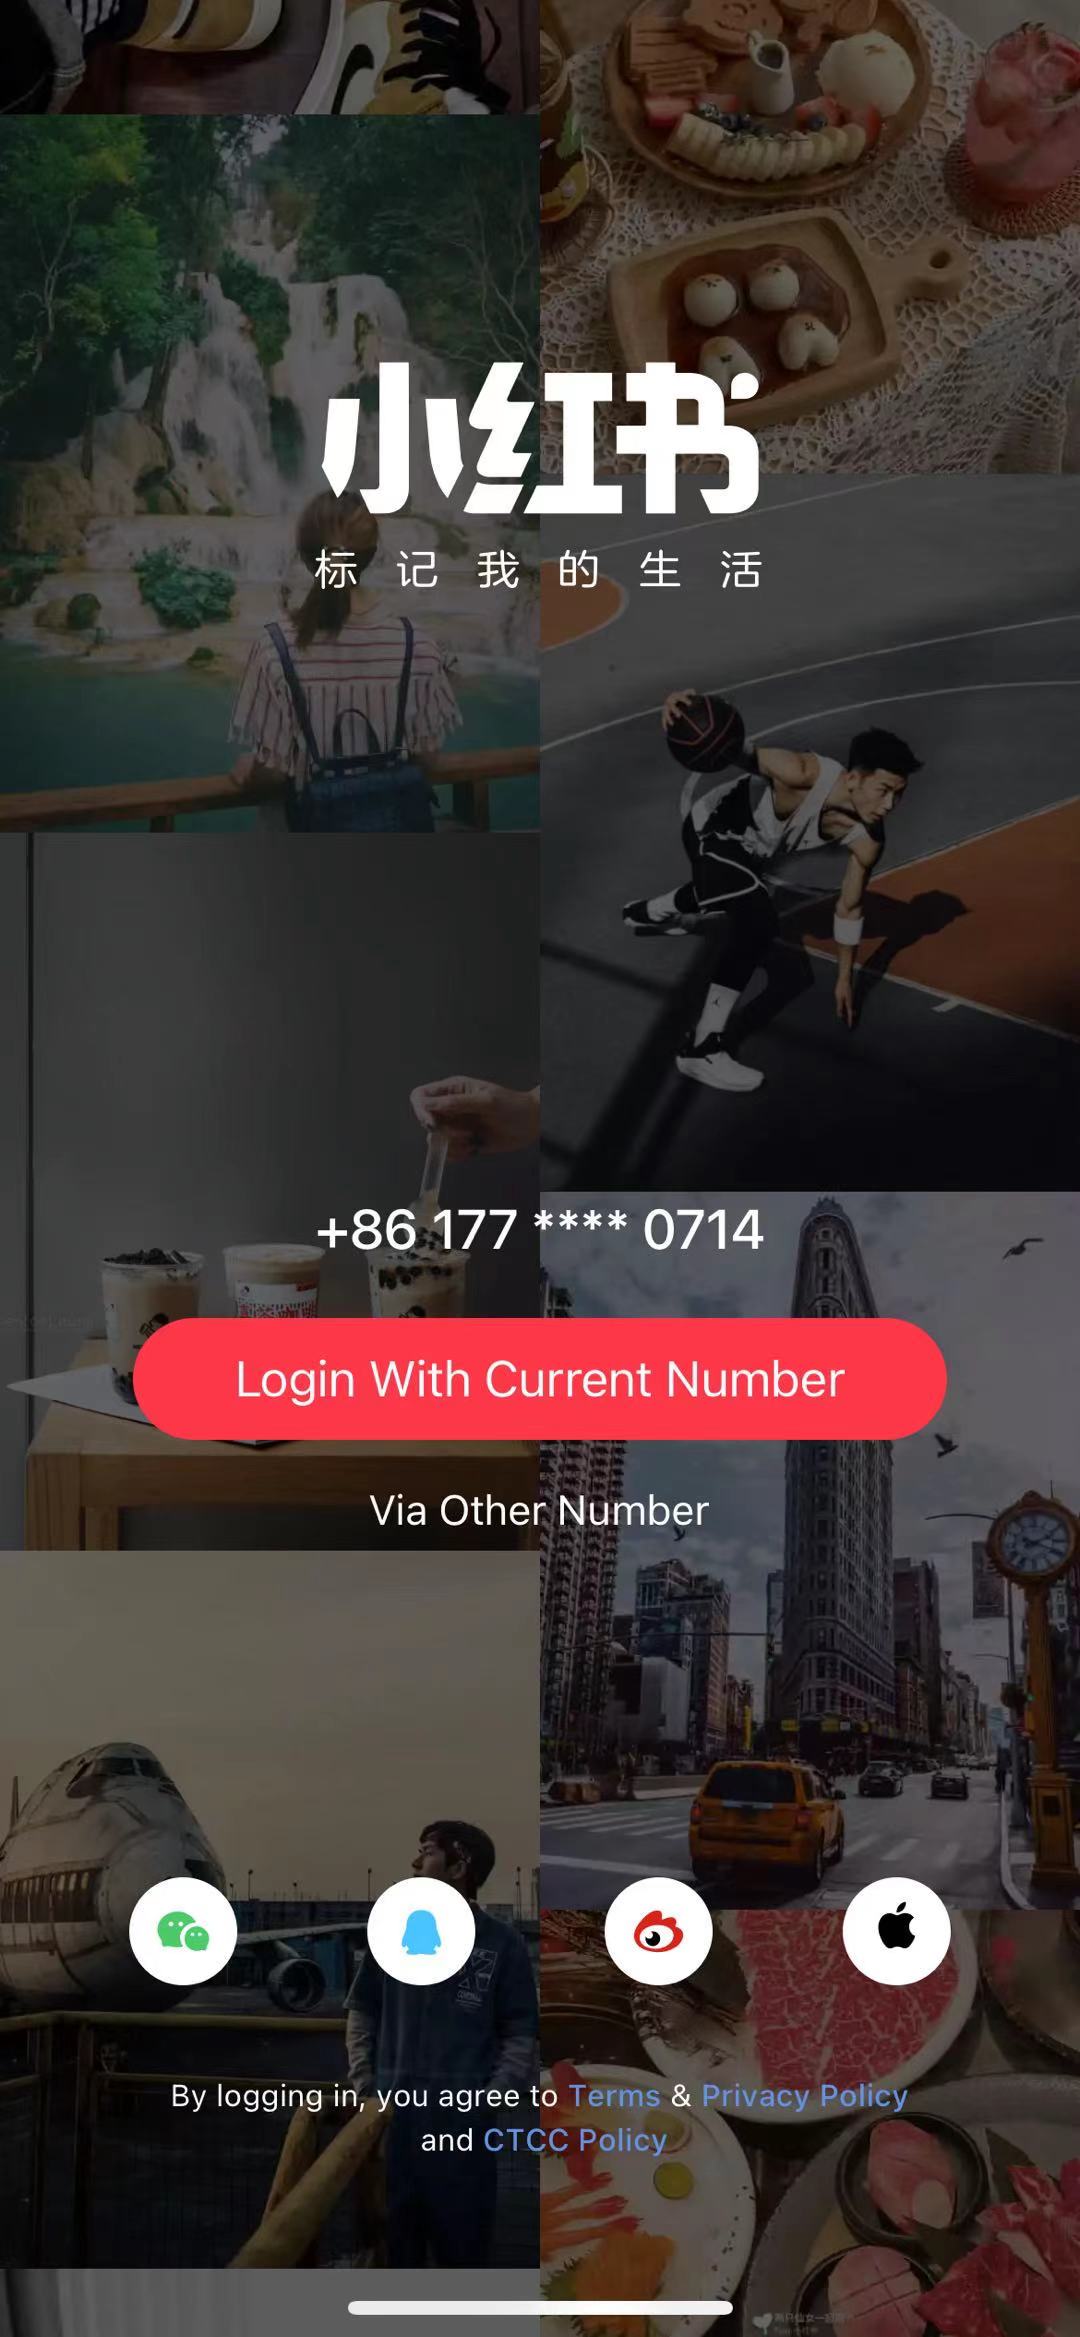 小红书
标记我的生活
+86 177 **** 0714
Login With Current Number
Via Other Number
By logging in, you agree to Terms & Privacy Policy
and CTCC Policy